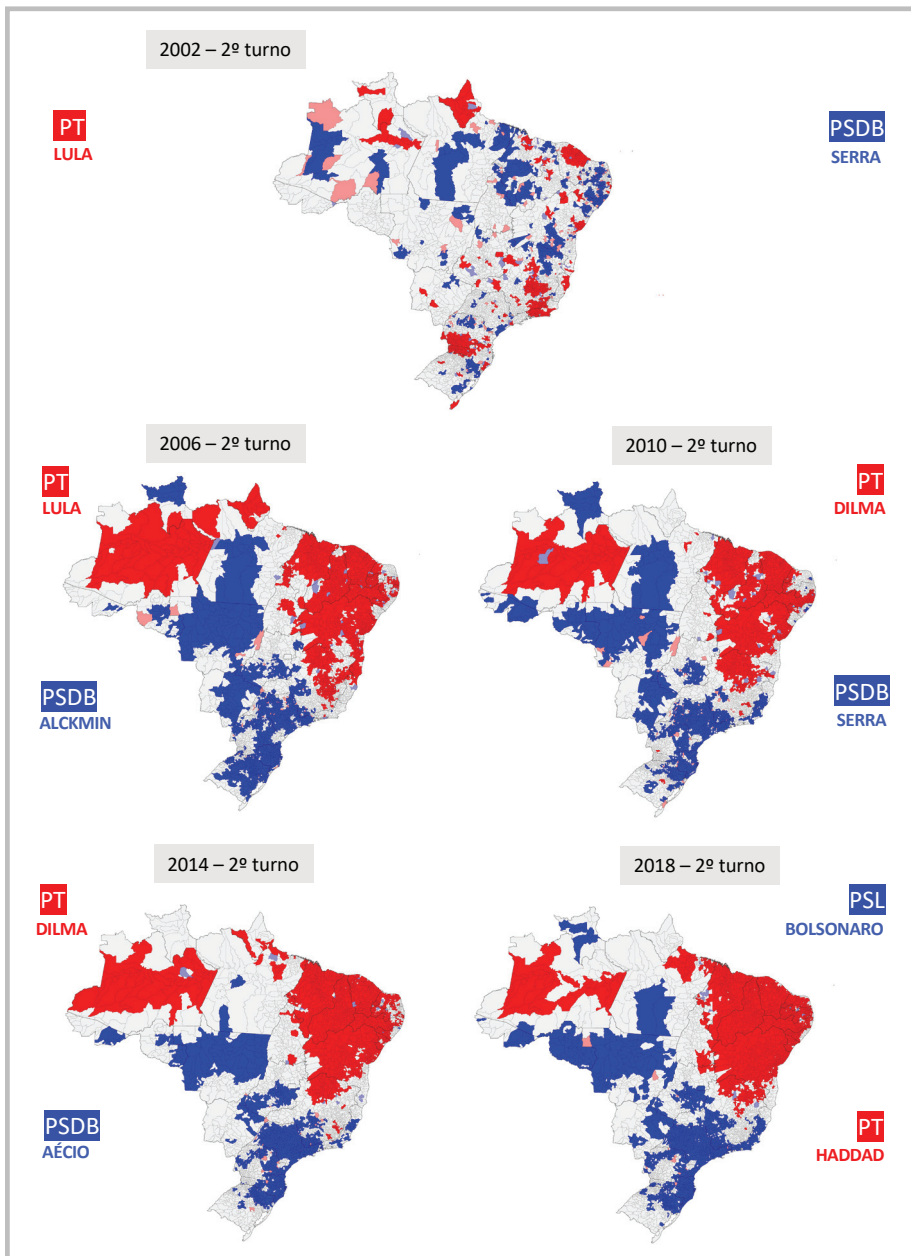 2002 – 2º turno
PT
LULA
PSDB
SERRA
2006 – 2º turno
2010 – 2º turno
PT
LULA
PT
DILMA
PSDB
ALCKMIN
PSDB
SERRA
2014 – 2º turno
2018 – 2º turno
PT
DILMA
PSL
BOLSONARO
PSDB
AÉCIO
PT
HADDAD